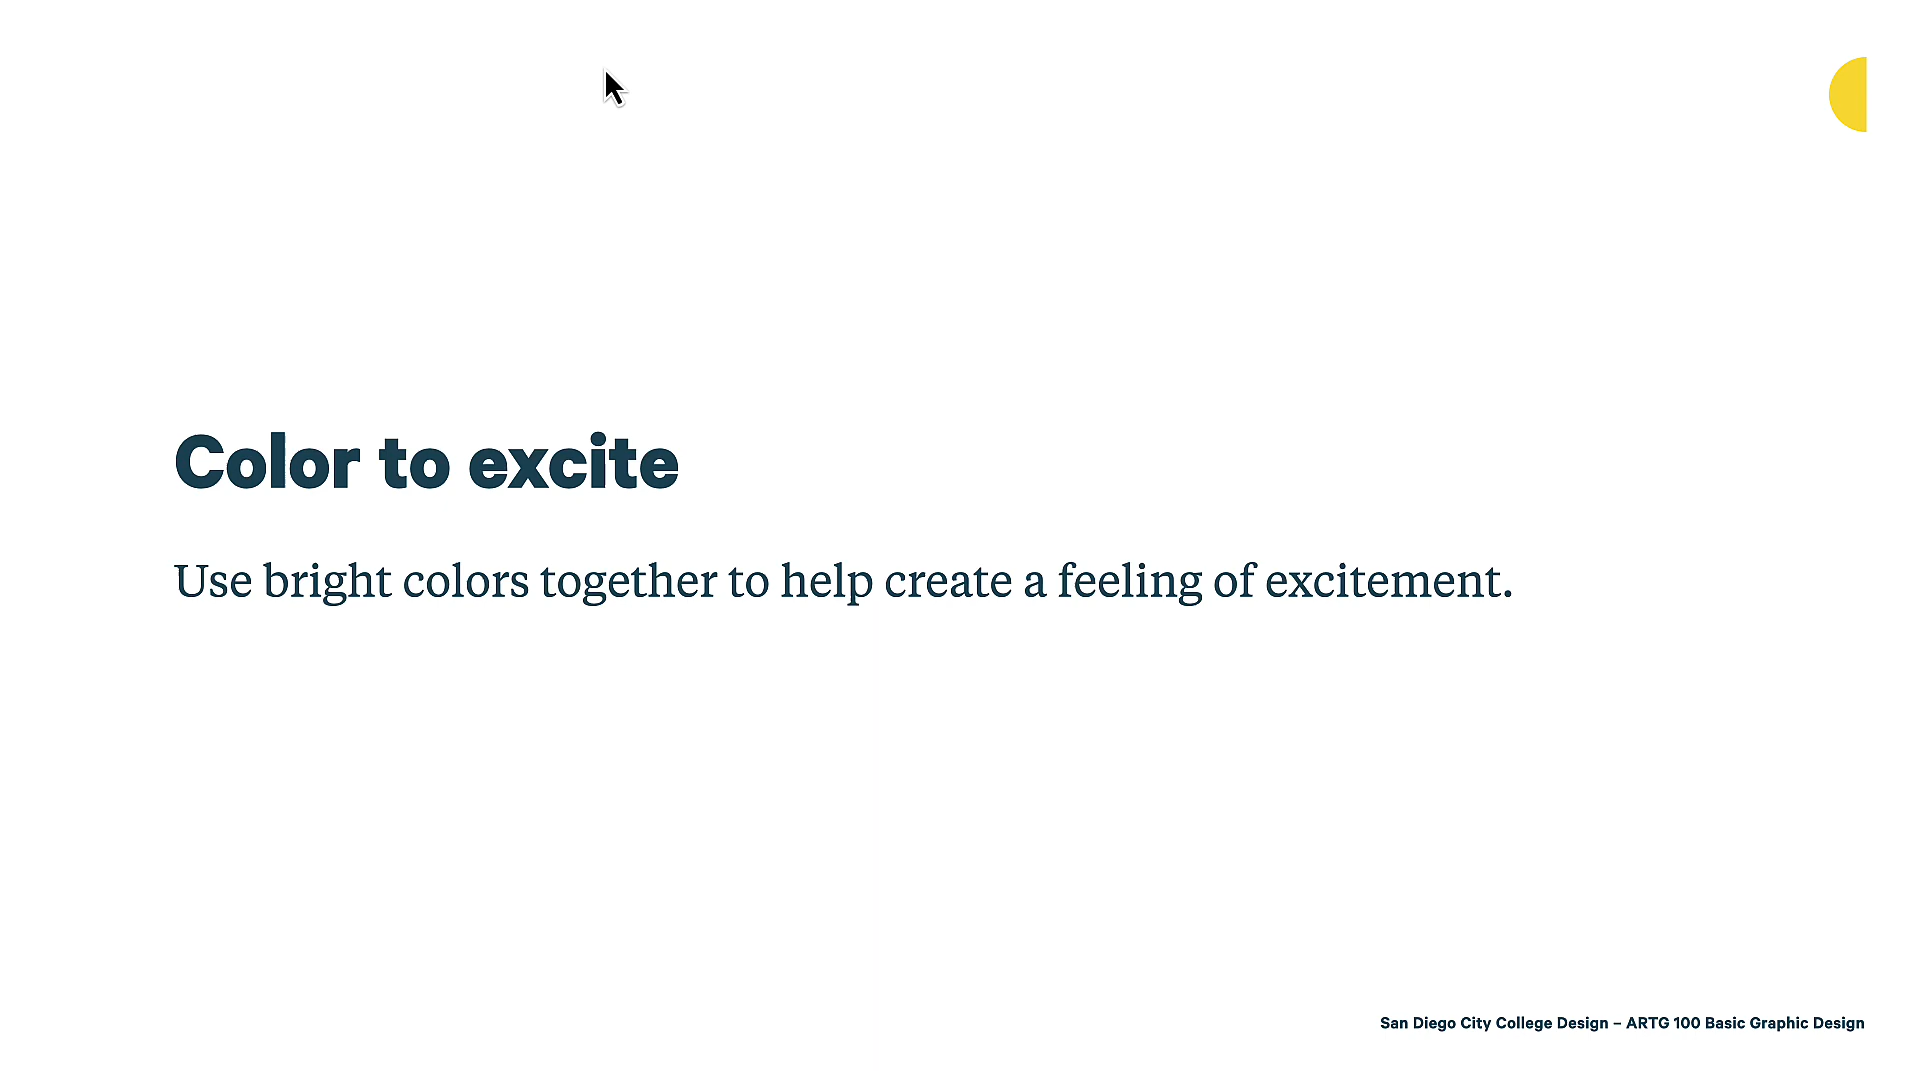 Color to excite
Use bright colors together to help create a feeling of excitement.
San Diego City College Design – ARTG 100 Basic Graphic Design